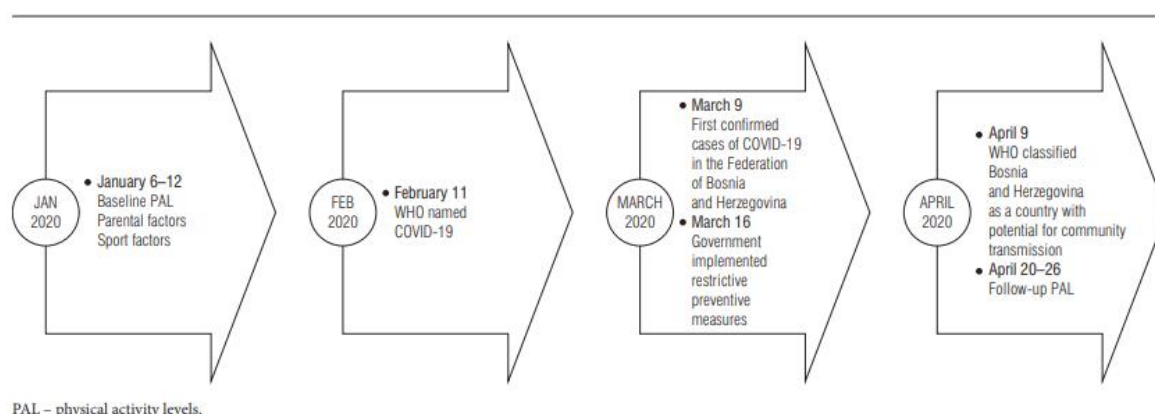 JAN
2020
• January 6–12
Baseline PAL
Parental factors
Sport factors
FEB
2020
• February 11
WHO named
COVID-19
MARCH
2020
• March 9
First confirmed
cases of COVID-19
in the Federation
of Bosnia
and Herzegovina
• March 16
Government
implemented
restrictive
preventive
measures
APRIL
2020
• April 9
WHO classified
Bosnia
and Herzegovina
as a country with
potential for community
transmission
• April 20–26
Follow-up PAL
PAL – physical activity levels.